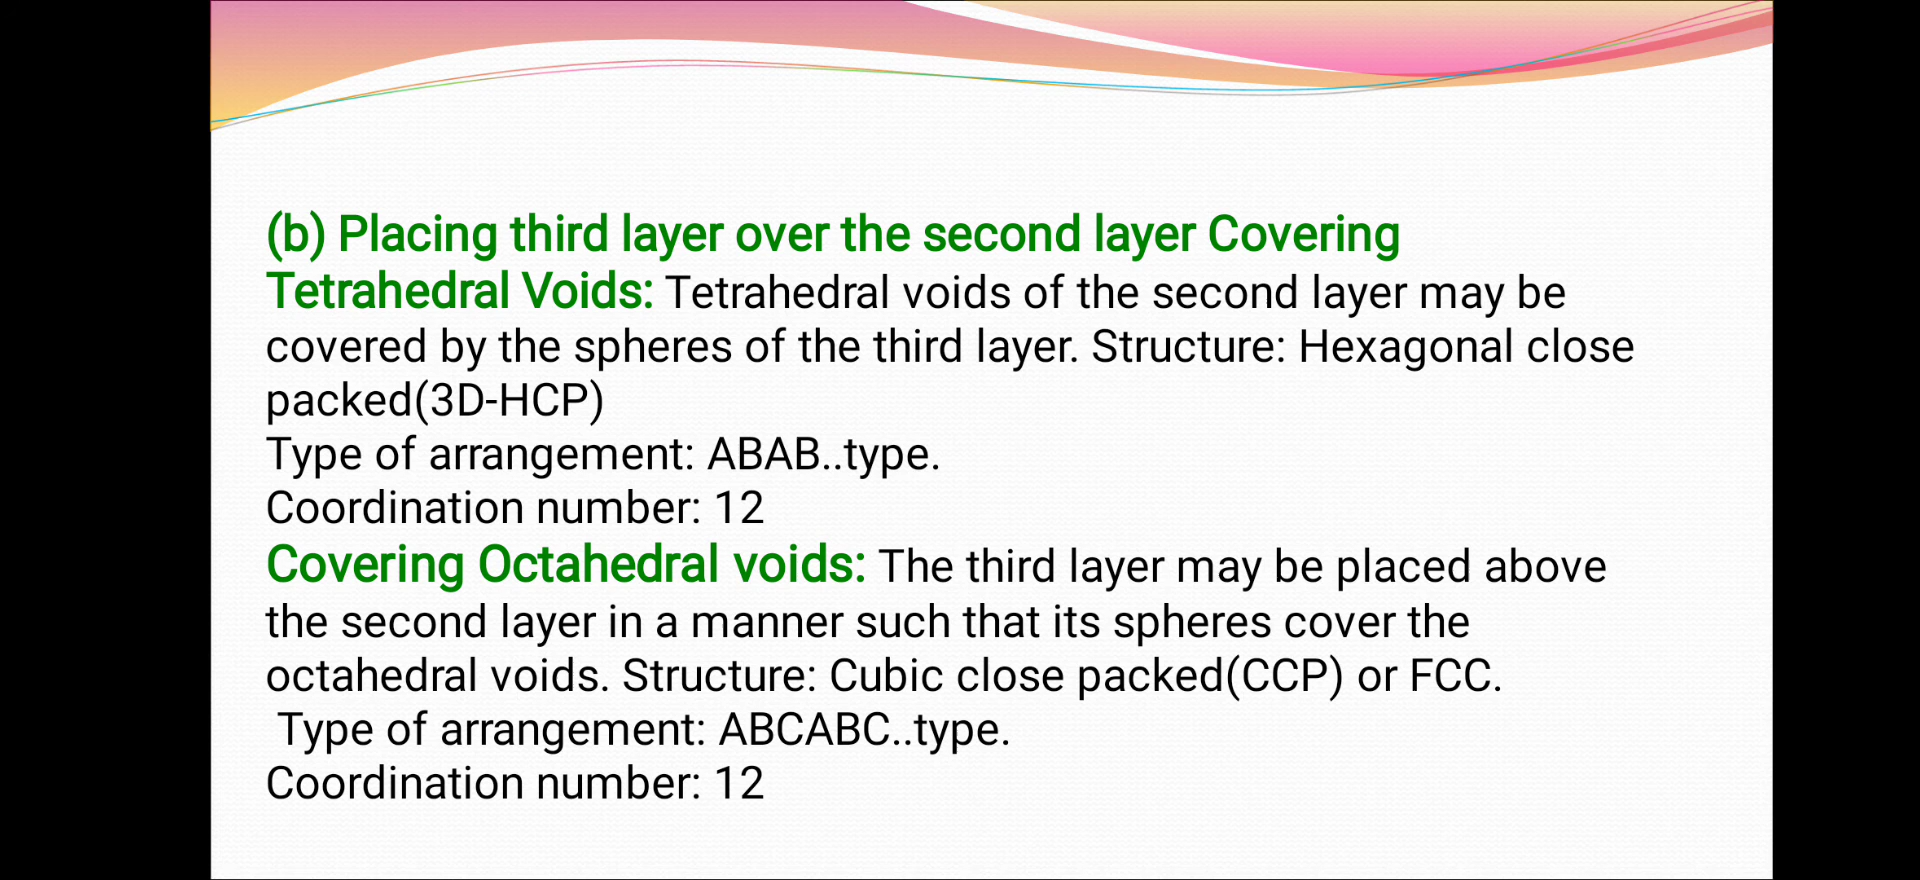 (b) Placing third layer over the second layer Covering
Tetrahedral Voids: Tetrahedral voids of the second layer may be
covered by the spheres of the third layer. Structure: Hexagonal close
packed(3D-HCP)
Type of arrangement: ABAB..type.
Coordination number: 12
Covering Octahedral voids: The third layer may be placed above
the second layer in a manner such that its spheres cover the
octahedral voids. Structure: Cubic close packed(CCP) or FCC.
Type of arrangement: ABCABC..type.
Coordination number: 12